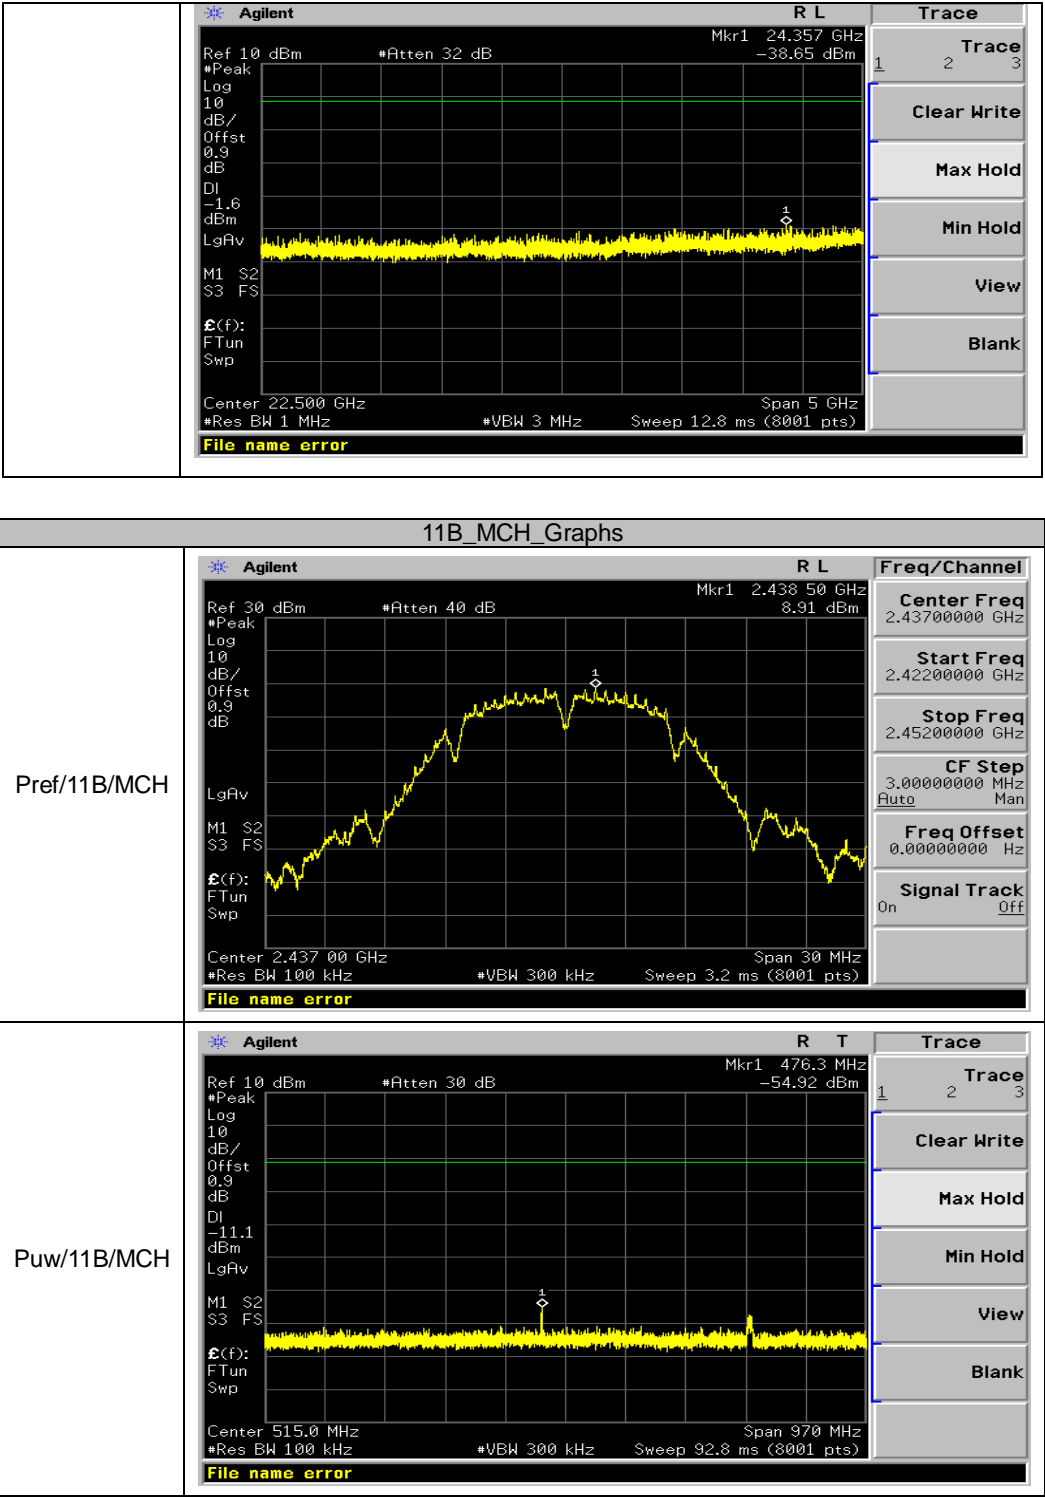 Agilent R L Trace
Mkr1 24.357 GHz
Ref 10 dBm #Atten 32 dB -38.65 dBm
#Peak
Log
10
dB/
Offst
0.9
dB
DI
-1.6
dBm
LgAv
M1 S2
S3 FS
£(f):
FTun
Swp
1
Center 22.500 GHz Span 5 GHz
#Res BW 1 MHz #VBW 3 MHz Sweep 12.8 ms (8001 pts)
File name error
Trace
1 2 3
Clear Write
Max Hold
Min Hold
View
Blank
11B_MCH_Graphs
Pref/11B/MCH
Agilent R L Freq/Channel
Mkr1 2.438 50 GHz
Ref 30 dBm #Atten 40 dB 8.91 dBm
#Peak
Log
10
dB/
Offst
0.9
dB
LgAv
M1 S2
S3 FS
£(f):
FTun
Swp
1
Center 2.437 00 GHz Span 30 MHz
#Res BW 100 kHz #VBW 300 kHz Sweep 3.2 ms (8001 pts)
File name error
Center Freq
2.43700000 GHz
Start Freq
2.42200000 GHz
Stop Freq
2.45200000 GHz
CF Step
3.00000000 MHz
Auto Man
Freq Offset
0.00000000 Hz
Signal Track
On Off
Puw/11B/MCH
Agilent R T Trace
Mkr1 476.3 MHz
Ref 10 dBm #Atten 30 dB -54.92 dBm
#Peak
Log
10
dB/
Offst
0.9
dB
DI
-11.1
dBm
LgAv
M1 S2
S3 FS
£(f):
FTun
Swp
1
Center 515.0 MHz Span 970 MHz
#Res BW 100 kHz #VBW 300 kHz Sweep 92.8 ms (8001 pts)
File name error
Trace
1 2 3
Clear Write
Max Hold
Min Hold
View
Blank